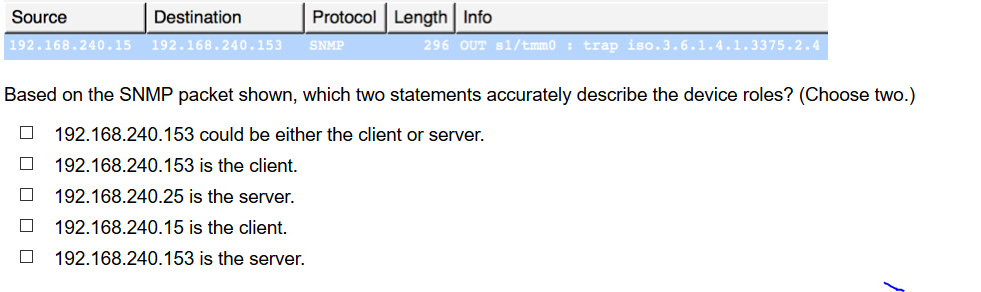 Source Destination Protocol Length Info
192.168.240.15 192.168.240.153 SNMP 296 OUT s1/tmm0 : trap iso.3.6.1.4.1.3375.2.4
Based on the SNMP packet shown, which two statements accurately describe the device roles? (Choose two.)
192.168.240.153 could be either the client or server.
192.168.240.153 is the client.
192.168.240.25 is the server.
192.168.240.15 is the client.
192.168.240.153 is the server.